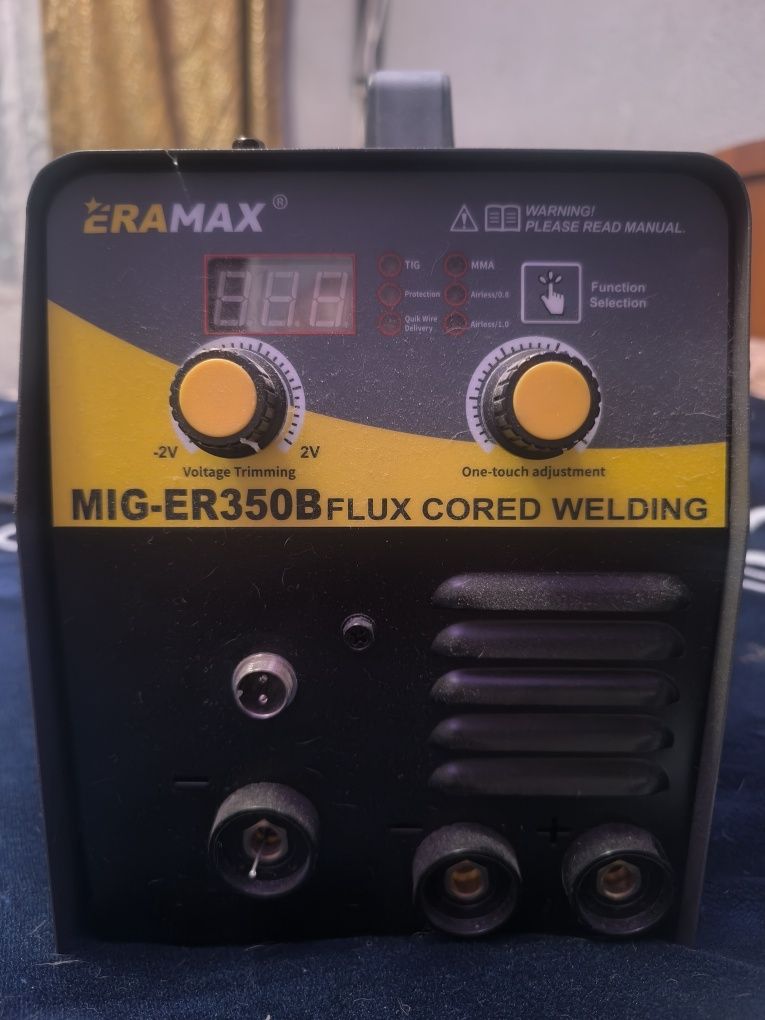 ERAMAX®
WARNING!
PLEASE READ MANUAL.
TIG
MMA
Protection
Airless/0.8
Quik Wire
Delivery
Airless/1.0
Function
Selection
-2V
2V
Voltage Trimming
One-touch adjustment
MIG-ER350B FLUX CORED WELDING
−
−
+